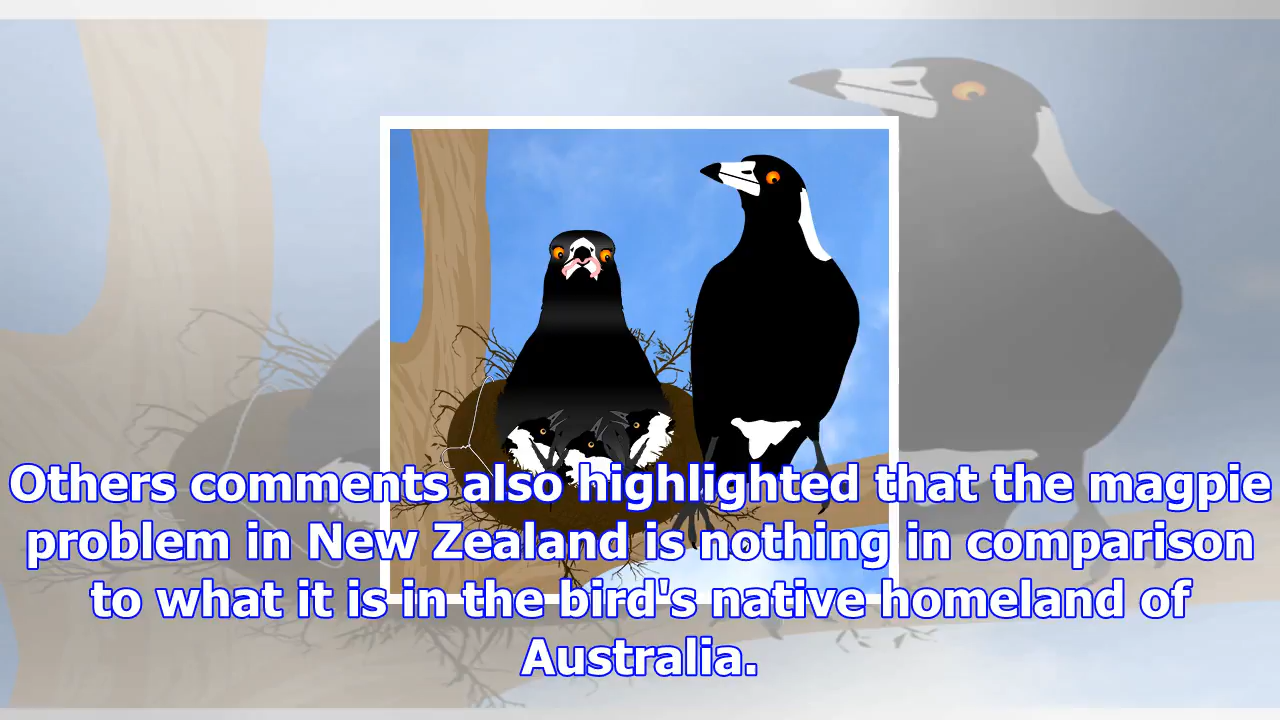 Others comments also highlighted that the magpie
problem in New Zealand is nothing in comparison
to what it is in the bird's native homeland of
Australia.